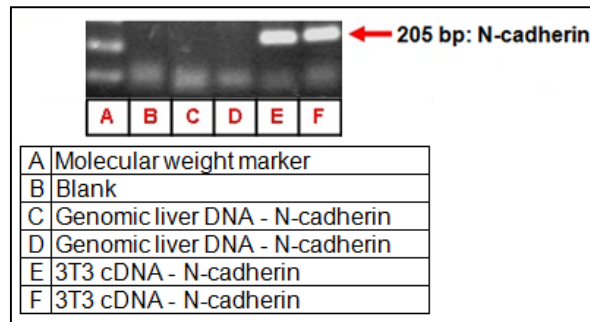 205 bp: N-cadherin
A B C D E F
A Molecular weight marker
B Blank
C Genomic liver DNA - N-cadherin
D Genomic liver DNA - N-cadherin
E 3T3 cDNA - N-cadherin
F 3T3 cDNA - N-cadherin